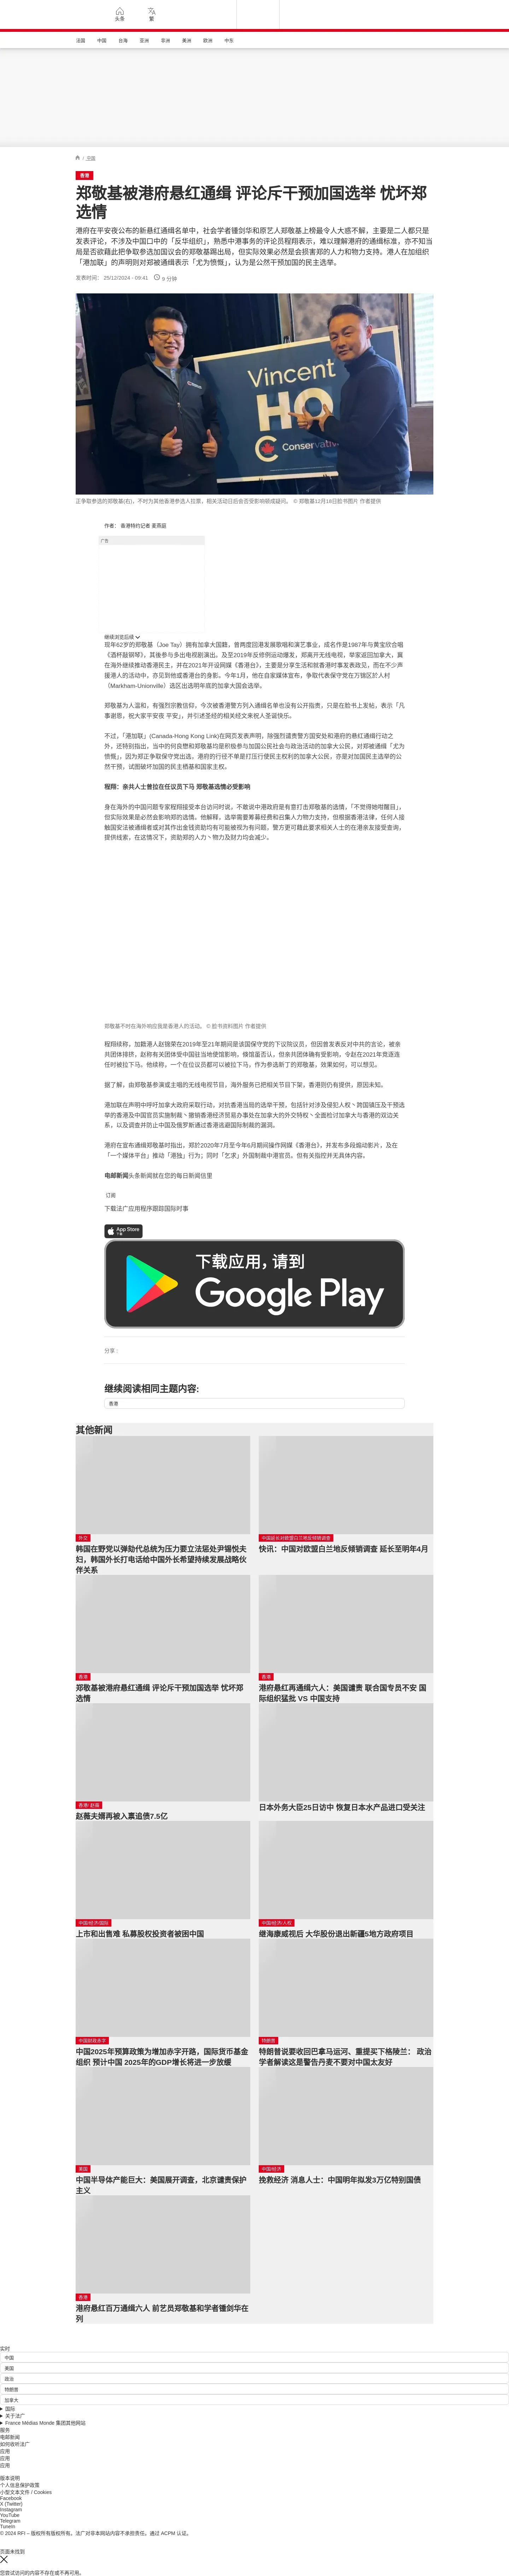 头条
繁
法国
中国
台海
亚洲
非洲
美洲
欧洲
中东
/ 中国
香港
郑敬基被港府悬红通缉 评论斥干预加国选举 忧坏郑
选情
港府在平安夜公布的新悬红通缉名单中，社会学者锺剑华和原艺人郑敬基上榜最令人大惑不解，主要是二人都只是
发表评论，不涉及中国口中的「反华组织」，熟悉中港事务的评论员程翔表示，难以理解港府的通缉标准，亦不知当
局是否欲藉此把争取参选加国议会的郑敬基踢出局，但实际效果必然是会损害郑的人力和物力支持。港人在加组织
「港加联」的声明则对郑被通缉表示「尤为愤慨」，认为是公然干预加国的民主选举。
发表时间： 25/12/2024 - 09:41
9 分钟
Vincent
HO
Conservative
正争取参选的郑敬基(右)，不时为其他香港参选人拉票，相关活动日后会否受影响顿成疑问。 © 郑敬基12月18日脸书图片 作者提供
作者： 香港特约记者 麦燕庭
广告
继续浏览后续
现年62岁的郑敬基（Joe Tay）拥有加拿大国籍，曾两度回港发展歌唱和演艺事业，成名作是1987年与黄宝欣合唱
《酒杯敲钢琴》，其後参与多出电视剧演出。及至2019年反修例运动爆发，郑离开无线电视，举家返回加拿大，冀
在海外继续推动香港民主，并在2021年开设网媒《香港台》，主要是分享生活和就香港时事发表政见，而在不少声
援港人的活动中，亦见到他或香港台的身影。今年1月，他在自家媒体宣布，争取代表保守党在万锦区於人村
（Markham-Unionville）选区出选明年底的加拿大国会选举。
郑敬基为人温和，有强烈宗教信仰，今次被香港警方列入通缉名单也没有公开指责，只是在脸书上发帖，表示「凡
事谢恩，祝大家平安夜 平安」，并引述圣经的相关经文来祝人圣诞快乐。
不过，「港加联」(Canada-Hong Kong Link)在网页发表声明，除强烈谴责警方国安处和港府的悬红通缉行动之
外，还特别指出，当中的何良懋和郑敬基均是积极参与加国公民社会与政治活动的加拿大公民，对郑被通缉「尤为
愤慨」，因为郑正争取保守党出选，港府的行径不单是打压行使民主权利的加拿大公民，亦是对加国民主选举的公
然干预，试图破坏加国的民主栖基和国家主权。
程翔：亲共人士曾拉在任议员下马 郑敬基选情必受影响
身在海外的中国问题专家程翔接受本台访问时说，不敢说中港政府是有意打击郑敬基的选情，「不觉得她咁醒目」，
但实际效果是必然会影响郑的选情。他解释，选举需要筹募经费和召集人力物力支持，但根据香港法律，任何人接
触国安法被通缉者或对其作出金钱资助均有可能被视为有问题，警方更可藉此要求相关人士的在港亲友接受查询，
提供线索，在这情况下，资助郑的人力丶物力及财力均会减少。
郑敬基不时在海外响应我是香港人的活动。 © 脸书资料图片 作者提供
程翔续称，加籍港人赵锦荣在2019年至21年期间是该国保守党的下议院议员，但因曾发表反对中共的言论，被亲
共团体排挤，赵称有关团体受中国驻当地使馆影响，倏馆虽否认，但亲共团体确有受影响，令赵在2021年竞逐连
任时被拉下马。他续称，一个在位议员都可以被拉下马，作为参选新丁的郑敬基，效果如何，可以想见。
据了解，由郑敬基参演或主唱的无线电视节目，海外服务已把相关节目下架，香港则仍有提供，原因未知。
港加联在声明中呼吁加拿大政府采取行动，对抗香港当局的选举干预，包括针对涉及侵犯人权丶跨国镇压及干预选
举的香港及中国官员实施制裁丶撤销香港经济贸易办事处在加拿大的外交特权丶全面检讨加拿大与香港的双边关
系，以及调查并防止中国及俄罗斯通过香港逃避国际制裁的漏洞。
港府在宣布通缉郑敬基时指出，郑於2020年7月至今年6月期间操作网媒《香港台》，并发布多段煽动影片，及在
「一个媒体平台」推动「港独」行为；同时「乞求」外国制裁中港官员。但有关指控并无具体内容。
电邮新闻头条新闻就在您的每日新闻信里
订阅
下载法广应用程序跟踪国际时事
App Store
下载
下载应用，请到
Google Play
分享 :
继续阅读相同主题内容:
香港
其他新闻
外交
韩国在野党以弹劾代总统为压力要立法惩处尹锡悦夫
妇，韩国外长打电话给中国外长希望持续发展战略伙
伴关系
中国延长对欧盟白兰地反倾销调查
快讯：中国对欧盟白兰地反倾销调查 延长至明年4月
香港
郑敬基被港府悬红通缉 评论斥干预加国选举 忧坏郑
选情
香港
港府悬红再通缉六人：美国谴责 联合国专员不安 国
际组织猛批 VS 中国支持
香港/ 赵薇
赵薇夫婿再被入禀追债7.5亿
日本外务大臣25日访中 恢复日本水产品进口受关注
中国/经济/国际
上市和出售难 私募股权投资者被困中国
中国/经济/人权
继海康威视后 大华股份退出新疆5地方政府项目
中国财政赤字
中国2025年预算政策为增加赤字开路，国际货币基金
组织 预计中国 2025年的GDP增长将进一步放缓
特朗普
特朗普说要收回巴拿马运河、重提买下格陵兰： 政治
学者解读这是警告丹麦不要对中国太友好
美国
中国半导体产能巨大：美国展开调查，北京谴责保护
主义
中国/经济
挽救经济 消息人士：中国明年拟发3万亿特别国债
香港
港府悬红百万通缉六人 前艺员郑敬基和学者锺剑华在
列
实时
中国
美国
政治
特朗普
加拿大
国际
关于法广
France Médias Monde 集团其他网站
服务
电邮新闻
如何收听法广
应用
应用
应用
版本说明
个人信息保护政策
小型文本文件 / Cookies
Facebook
X (Twitter)
Instagram
YouTube
Telegram
TuneIn
© 2024 RFI – 版权所有版权所有。法广对非本网站内容不承担责任。通过 ACPM 认证。
页面未找到
您尝试访问的内容不存在或不再可用。